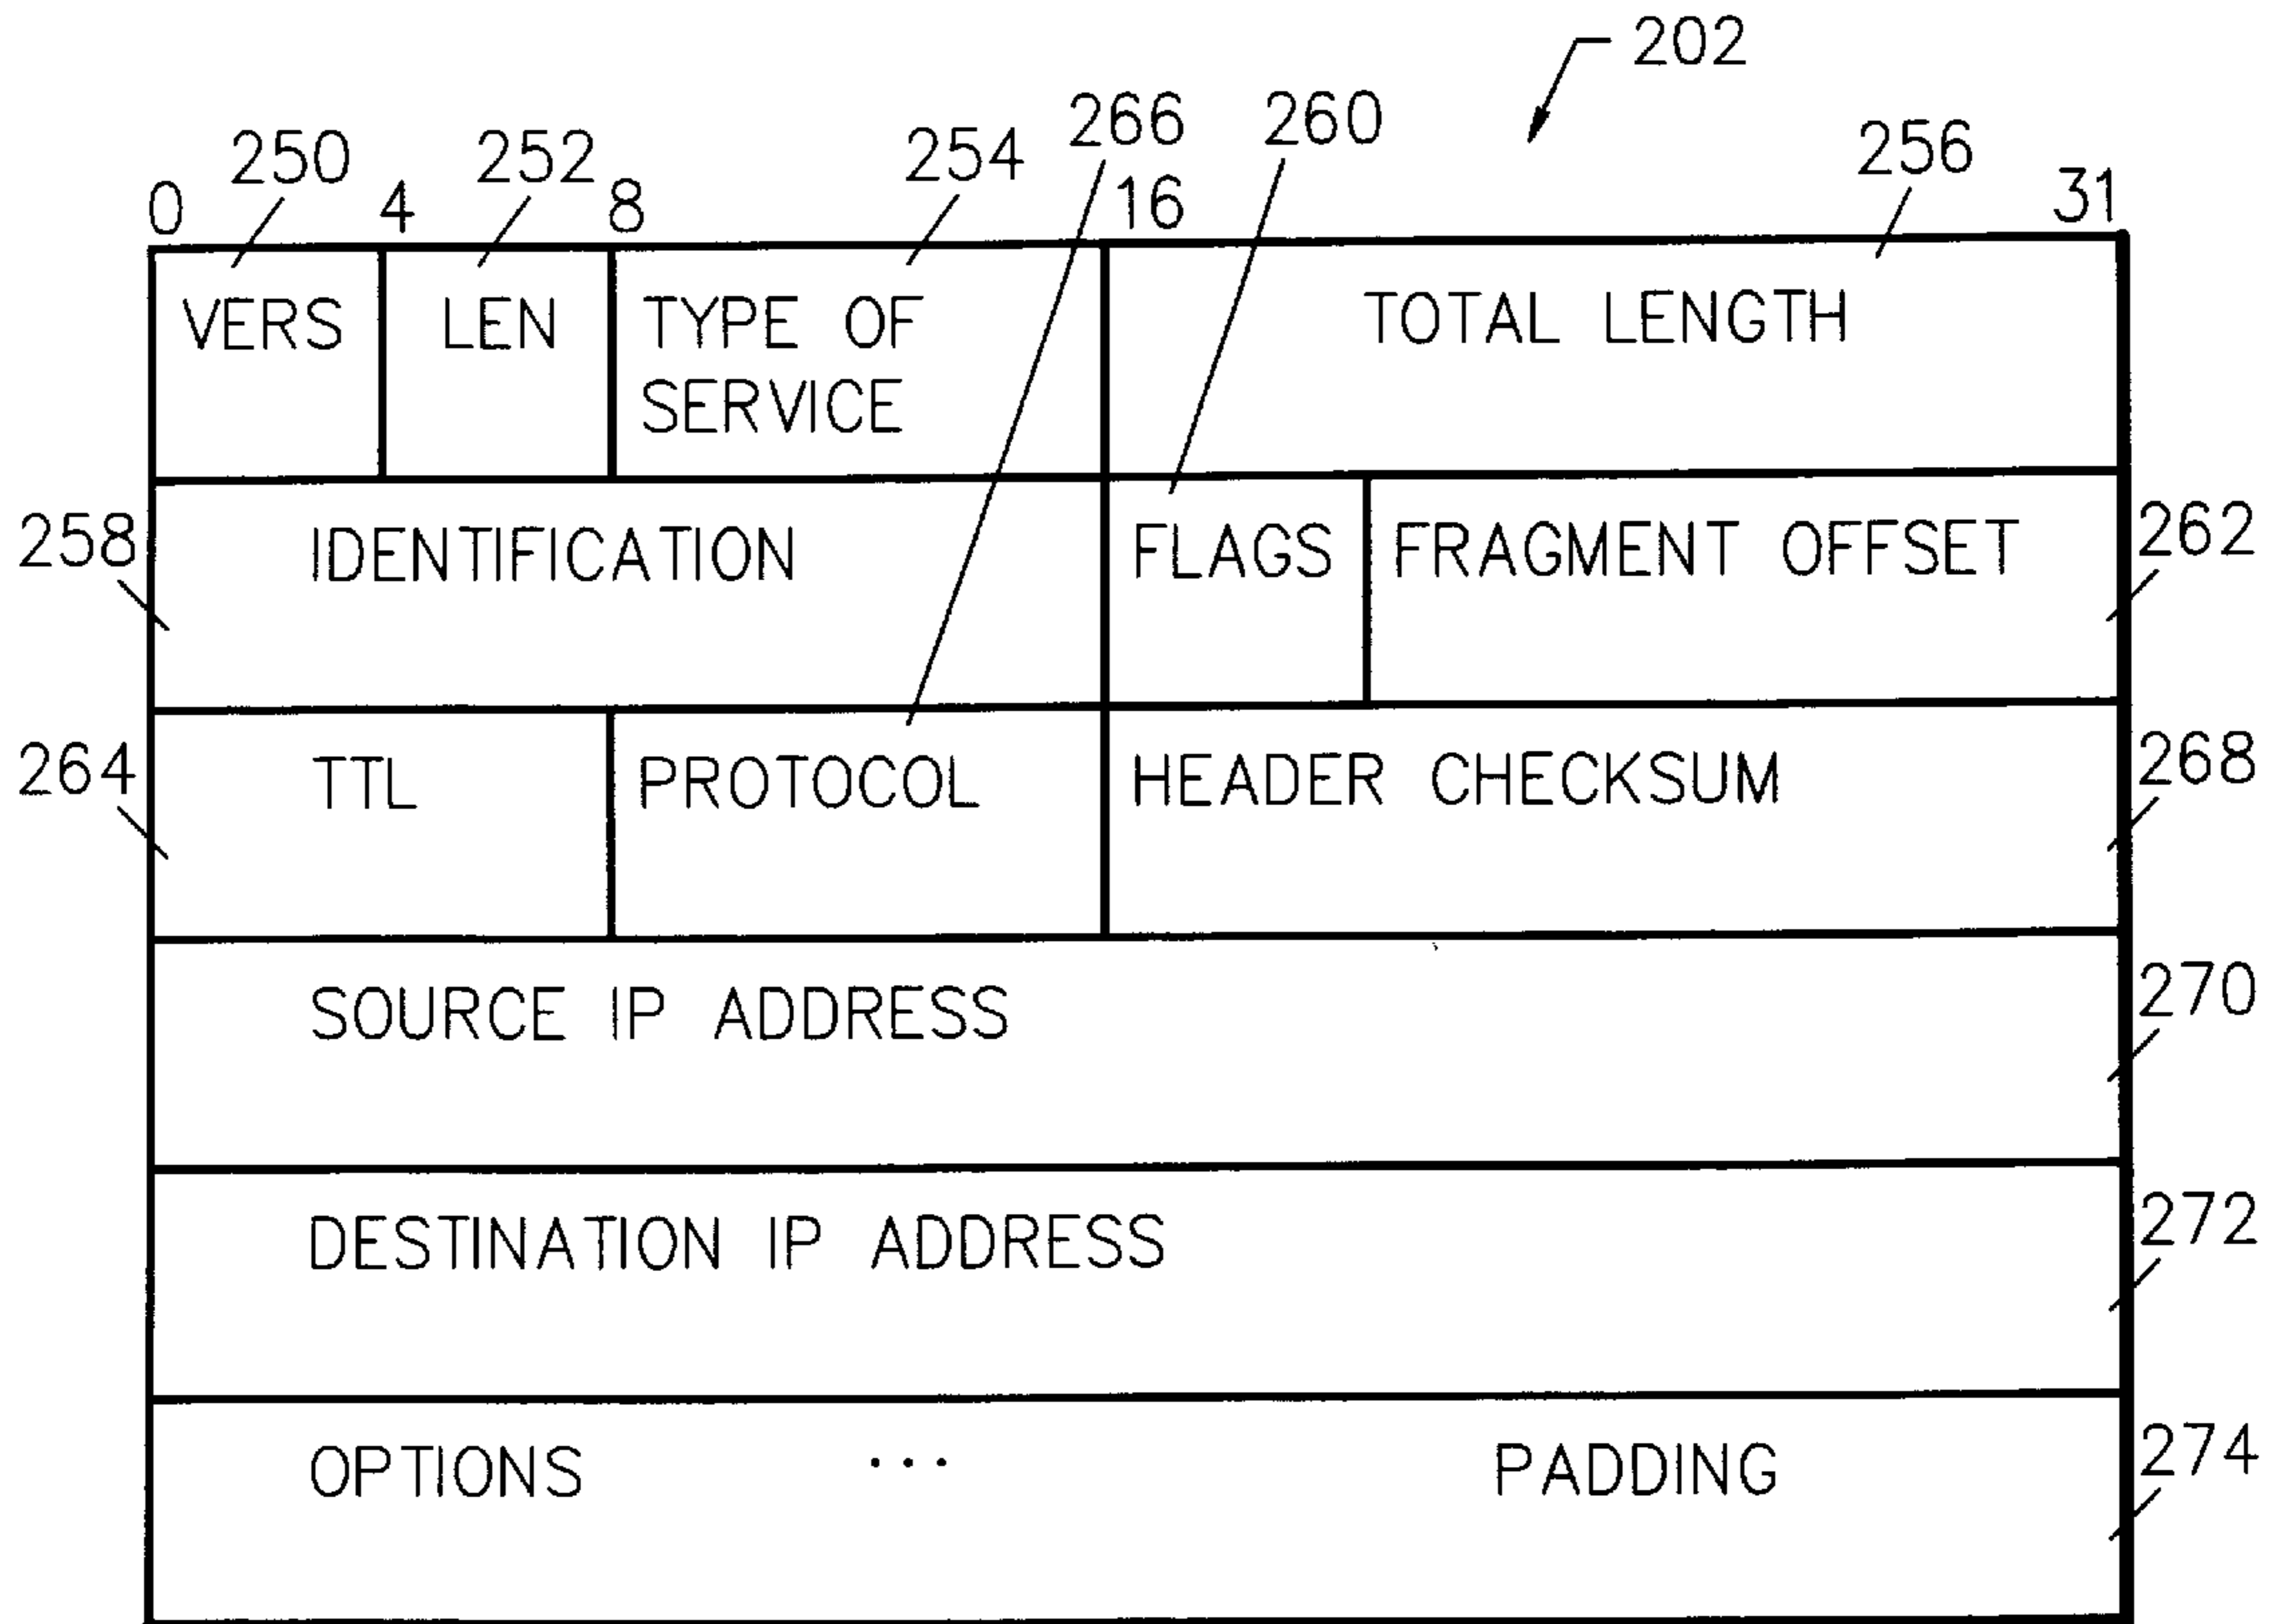 202
266 260
250 252 254 256
0 4 8 16 31
VERS LEN TYPE OF TOTAL LENGTH
SERVICE
258 IDENTIFICATION FLAGS FRAGMENT OFFSET 262
264 TTL PROTOCOL HEADER CHECKSUM 268
SOURCE IP ADDRESS 270
DESTINATION IP ADDRESS 272
OPTIONS ... PADDING 274